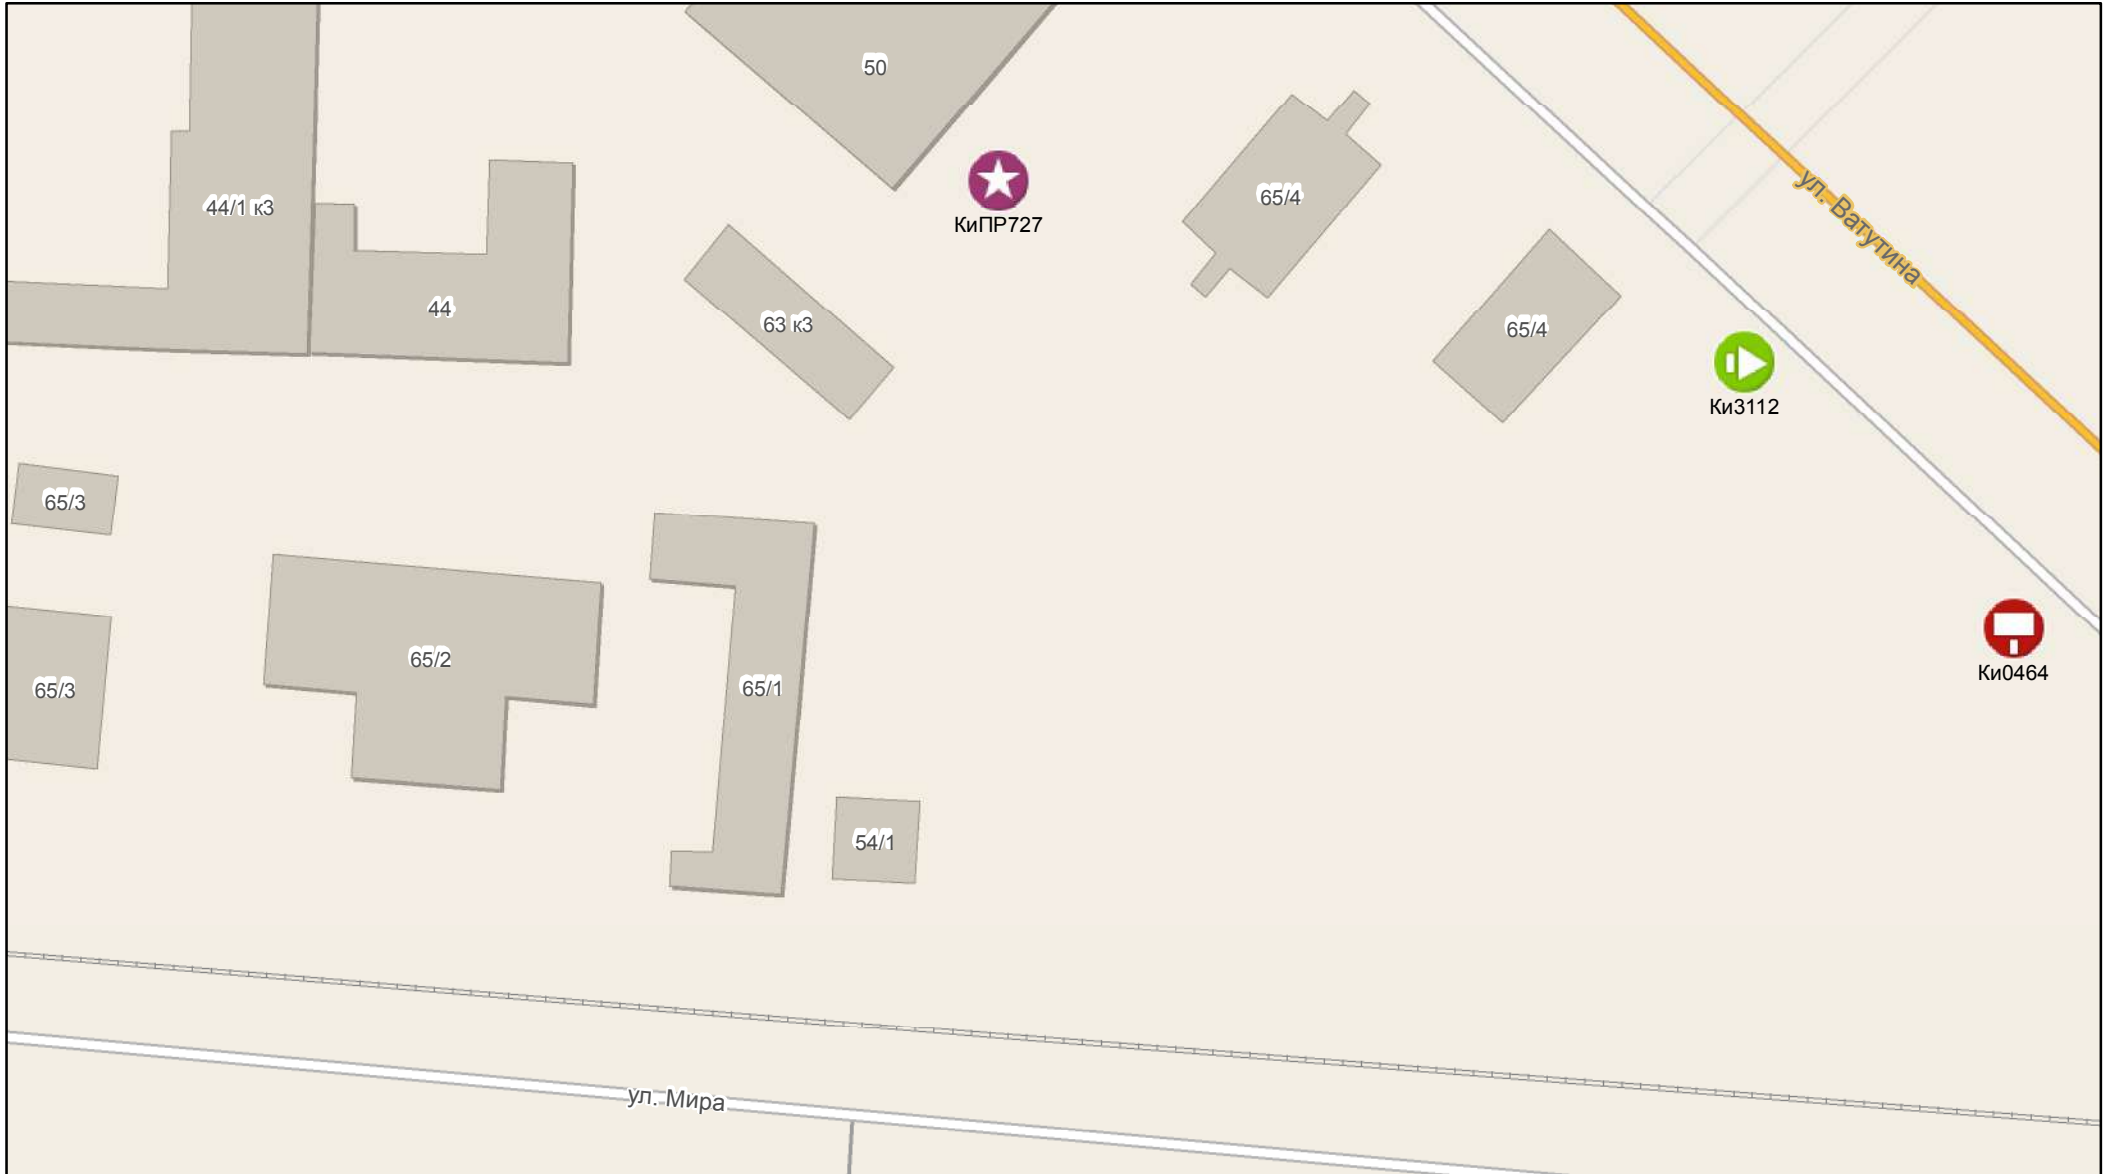 50
65/4
44/1 к3
КиПР727
ул. Ватутина
44
63 к3
65/4
Ки3112
65/3
65/2
65/3
65/1
Ки0464
54/1
ул. Мира